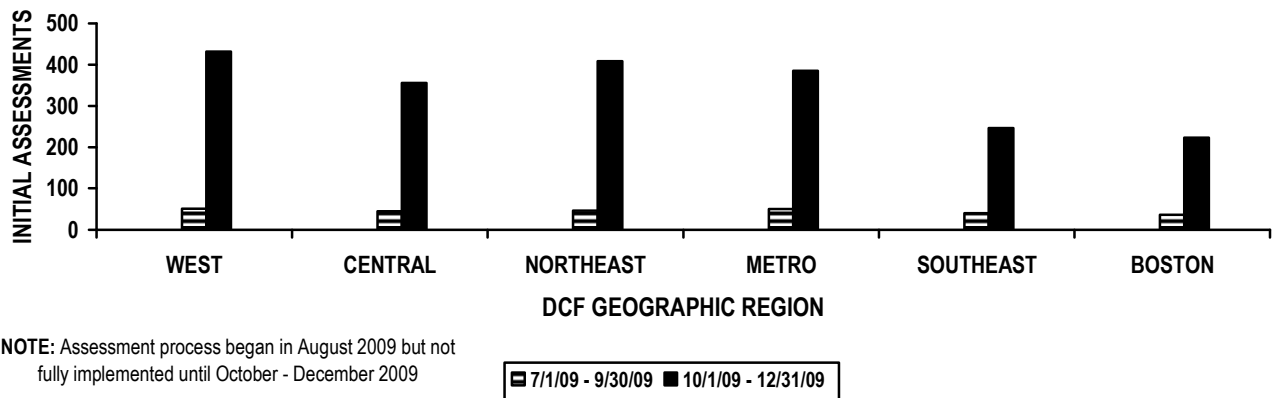 INITIAL ASSESSMENTS
500
400
300
200
100
0
WEST CENTRAL NORTHEAST METRO SOUTHEAST BOSTON
DCF GEOGRAPHIC REGION
NOTE: Assessment process began in August 2009 but not
fully implemented until October - December 2009
7/1/09 - 9/30/09 10/1/09 - 12/31/09